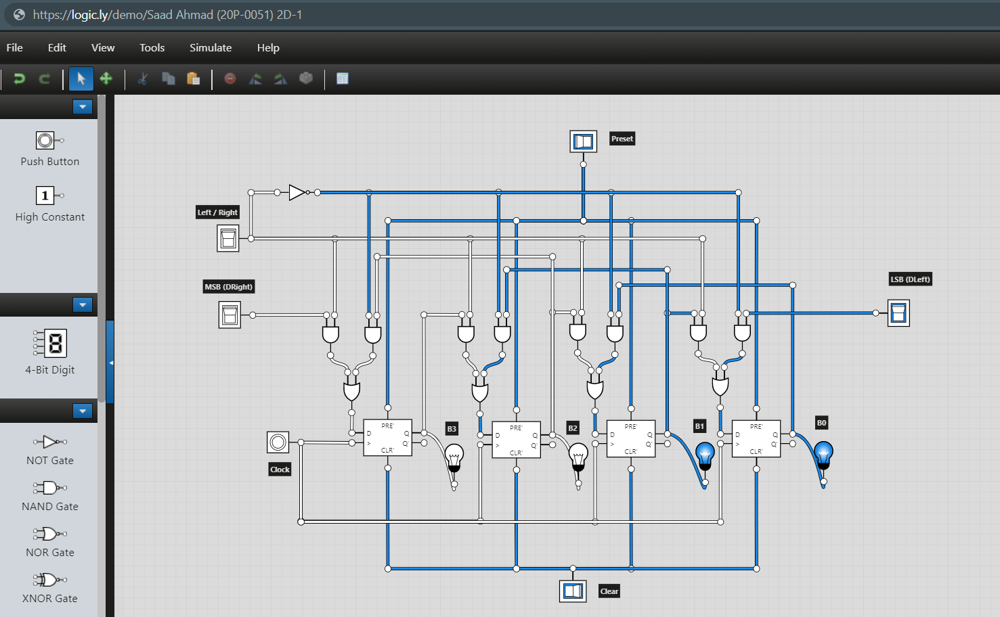 https://logic.ly/demo/Saad Ahmad (20P-0051) 2D-1
File Edit View Tools Simulate Help
Preset
Push Button
1
High Constant
Left / Right
MSB (DRight)
LSB (DLeft)
8
4-Bit Digit
PRE'
D Q
> Q'
CLR'
B3
PRE'
D Q
> Q'
CLR'
B2
PRE'
D Q
> Q'
CLR'
B1
PRE'
D Q
> Q'
CLR'
B0
Clock
NOT Gate
NAND Gate
NOR Gate
XNOR Gate
Clear